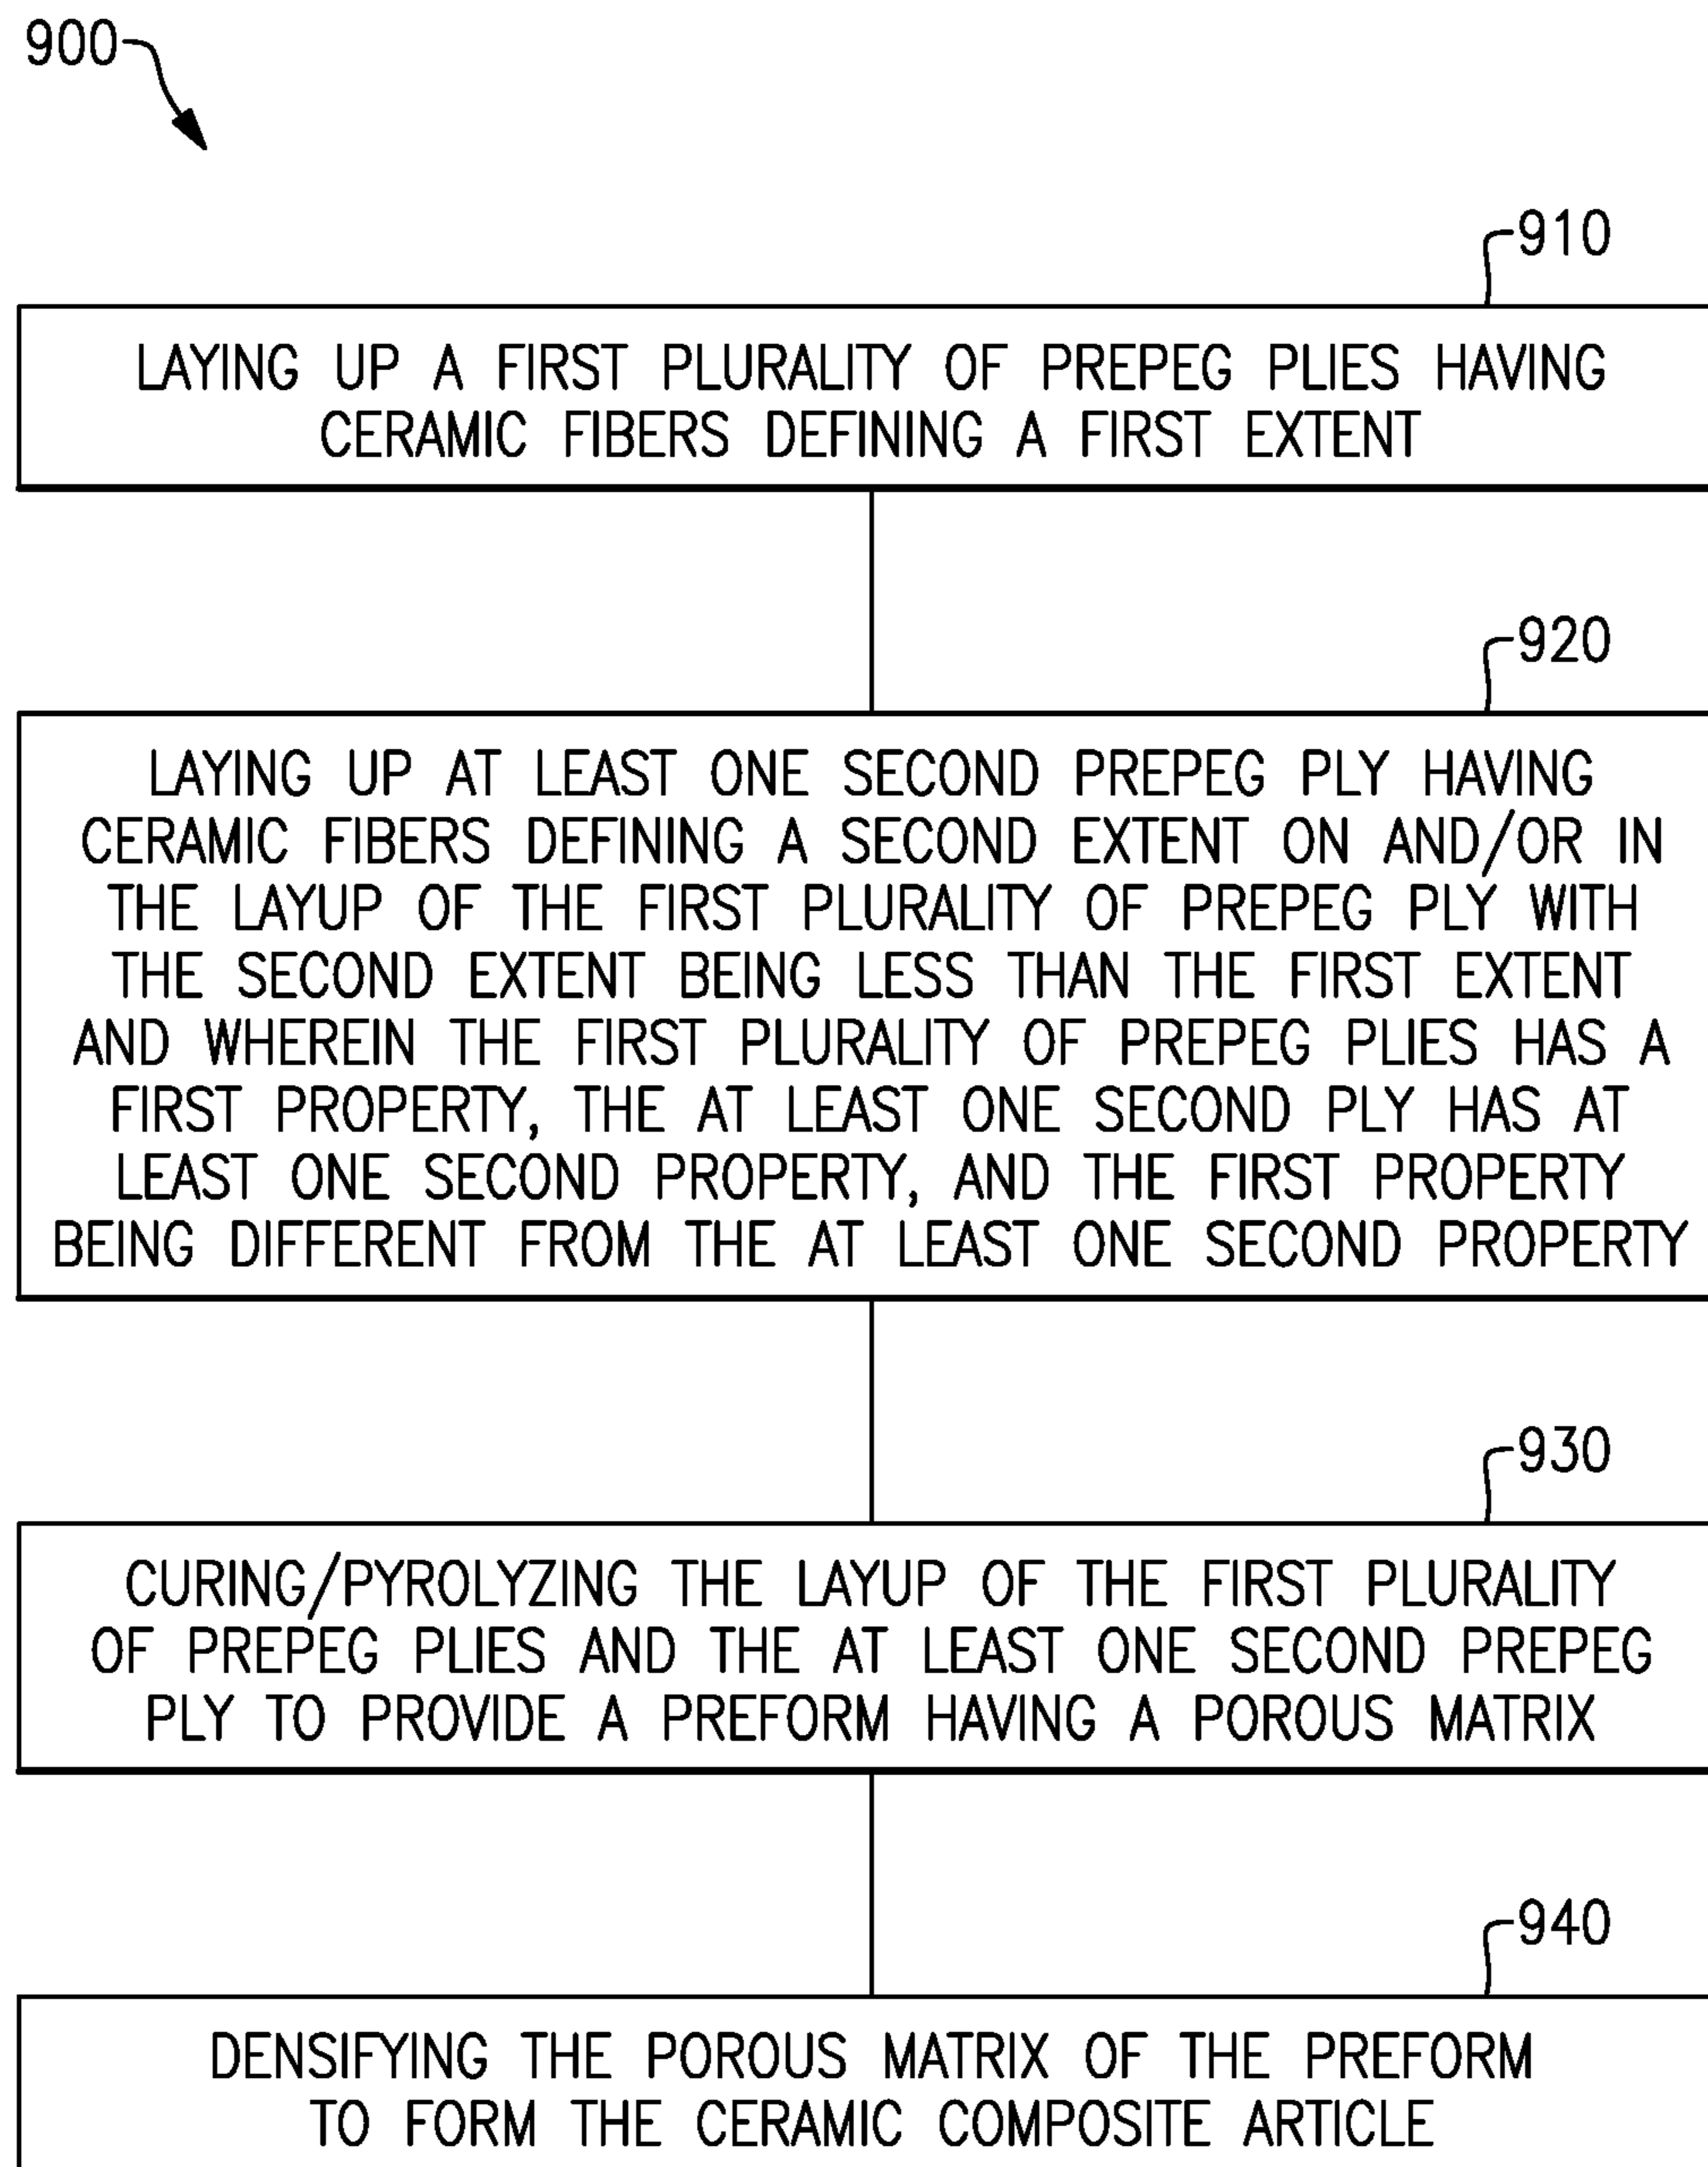 900
910
LAYING UP A FIRST PLURALITY OF PREPEG PLIES HAVING
CERAMIC FIBERS DEFINING A FIRST EXTENT
920
LAYING UP AT LEAST ONE SECOND PREPEG PLY HAVING
CERAMIC FIBERS DEFINING A SECOND EXTENT ON AND/OR IN
THE LAYUP OF THE FIRST PLURALITY OF PREPEG PLY WITH
THE SECOND EXTENT BEING LESS THAN THE FIRST EXTENT
AND WHEREIN THE FIRST PLURALITY OF PREPEG PLIES HAS A
FIRST PROPERTY, THE AT LEAST ONE SECOND PLY HAS AT
LEAST ONE SECOND PROPERTY, AND THE FIRST PROPERTY
BEING DIFFERENT FROM THE AT LEAST ONE SECOND PROPERTY
930
CURING/PYROLYZING THE LAYUP OF THE FIRST PLURALITY
OF PREPEG PLIES AND THE AT LEAST ONE SECOND PREPEG
PLY TO PROVIDE A PREFORM HAVING A POROUS MATRIX
940
DENSIFYING THE POROUS MATRIX OF THE PREFORM
TO FORM THE CERAMIC COMPOSITE ARTICLE